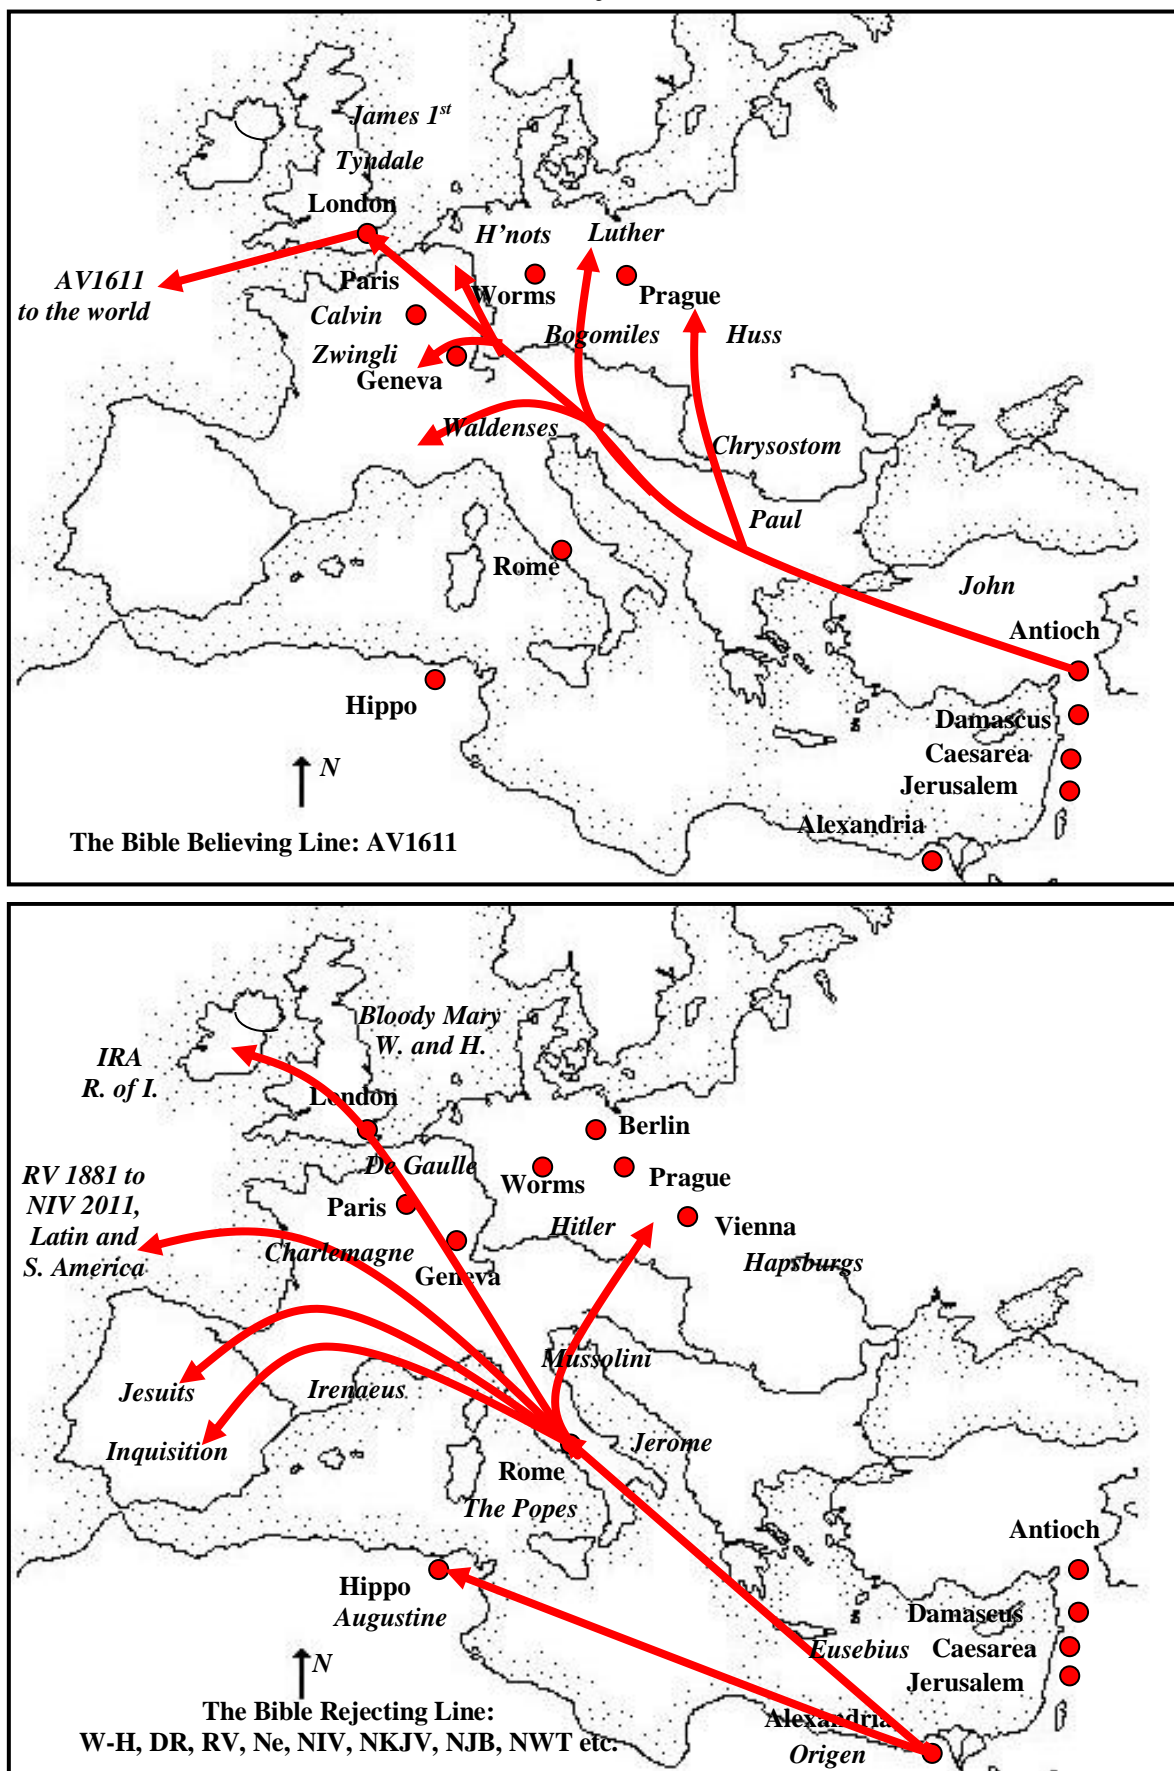 James 1st
Tyndale
London
H'nots
Luther
AV1611
to the world
Paris
Worms
Prague
Calvin
Bogomiles
Huss
Zwingli
Geneva
Waldenses
Chrysostom
Paul
Rome
John
Antioch
Hippo
Damascus
Caesarea
Jerusalem
N
Alexandria
The Bible Believing Line: AV1611
Bloody Mary
W. and H.
IRA
R. of I.
London
Berlin
De Gaulle
RV 1881 to
NIV 2011,
Latin and
S. America
Worms
Prague
Paris
Hitler
Vienna
Charlemagne
Geneva
Hapsburgs
Mussolini
Jesuits
Irenaeus
Inquisition
Jerome
Rome
The Popes
Antioch
Hippo
Augustine
Damascus
Eusebius
Caesarea
N
Jerusalem
The Bible Rejecting Line:
W-H, DR, RV, Ne, NIV, NKJV, NJB, NWT etc.
Alexandria
Origen